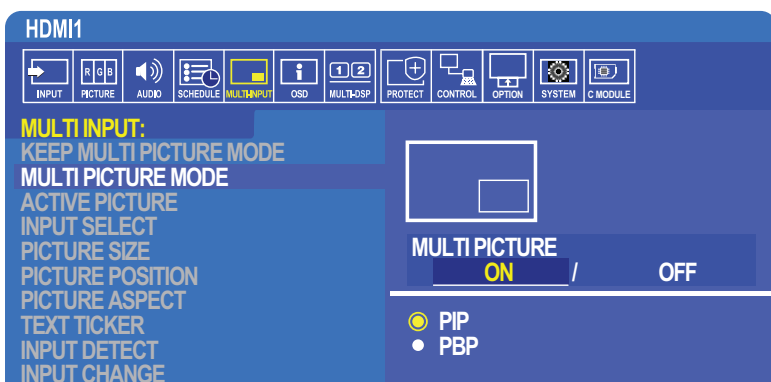 HDMI1
R G B
1 2
INPUT PICTURE AUDIO SCHEDULE MULTI-INPUT OSD MULTI-DSP PROTECT CONTROL OPTION SYSTEM C MODULE
MULTI INPUT:
KEEP MULTI PICTURE MODE
MULTI PICTURE MODE
ACTIVE PICTURE
INPUT SELECT
PICTURE SIZE
PICTURE POSITION
PICTURE ASPECT
TEXT TICKER
INPUT DETECT
INPUT CHANGE
MULTI PICTURE
ON / OFF
PIP
PBP